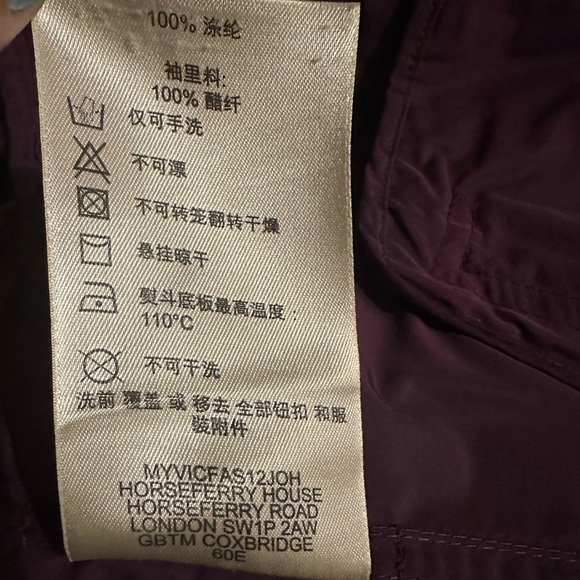 100% 涤纶
袖里料:
100% 醋纤
仅可手洗
不可漂
不可转笼翻转干燥
悬挂晾干
熨斗底板最高温度：
110°C
不可干洗
洗前 覆盖 或 移去 全部钮扣 和服
装附件
MYVICFAS12JOH
HORSEFERRY HOUSE
HORSEFERRY ROAD
LONDON SW1P 2AW
GBTM COXBRIDGE
60E